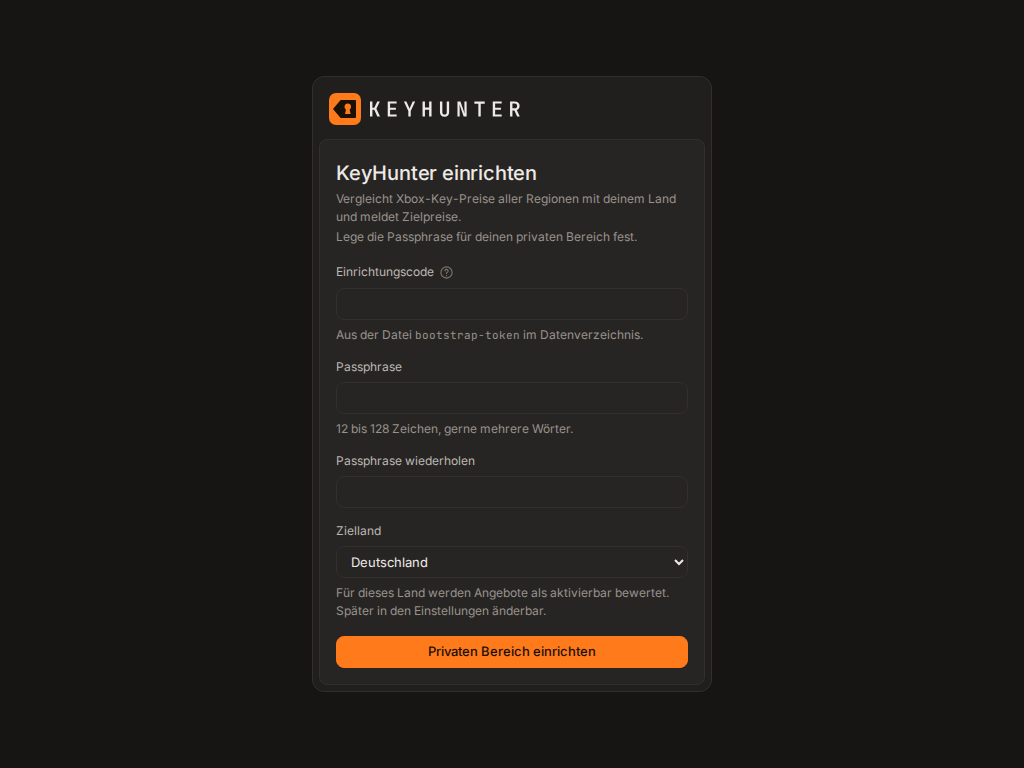 KEYHUNTER
KeyHunter einrichten
Vergleicht Xbox-Key-Preise aller Regionen mit deinem Land
und meldet Zielpreise.
Lege die Passphrase für deinen privaten Bereich fest.
Einrichtungscode ?
Aus der Datei bootstrap-token im Datenverzeichnis.
Passphrase
12 bis 128 Zeichen, gerne mehrere Wörter.
Passphrase wiederholen
Zielland
Deutschland
Für dieses Land werden Angebote als aktivierbar bewertet.
Später in den Einstellungen änderbar.
Privaten Bereich einrichten